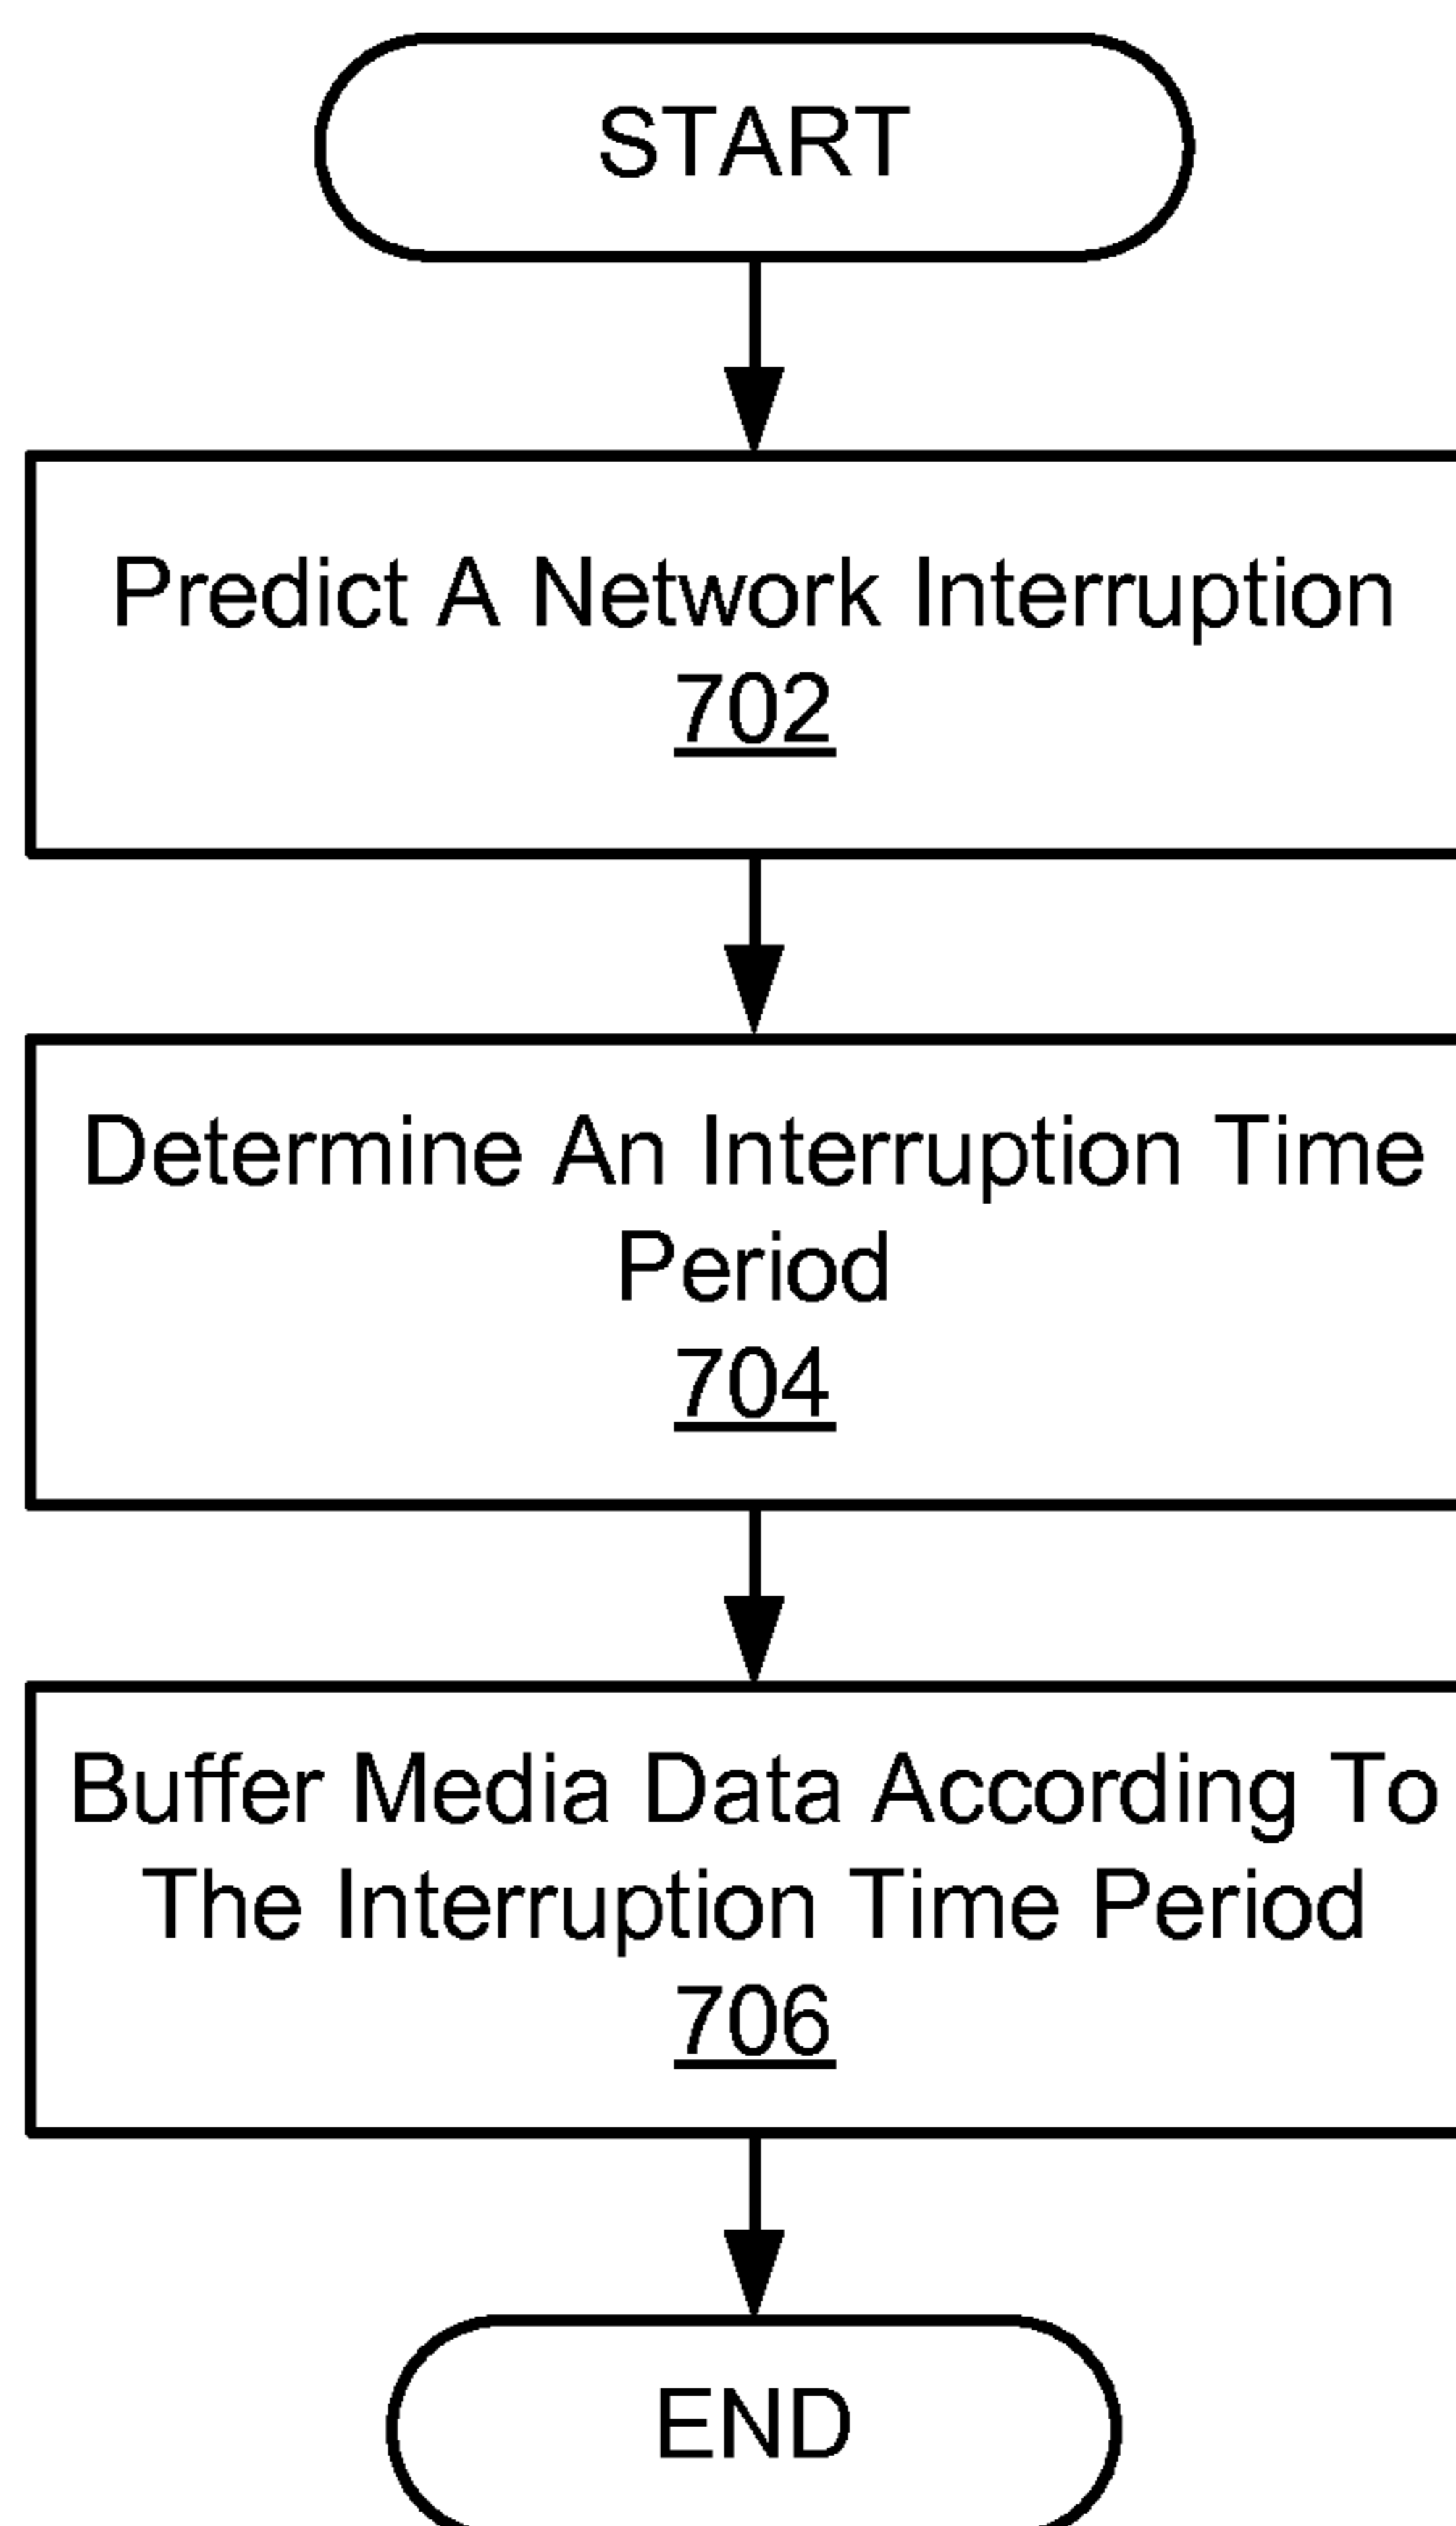 START
Predict A Network Interruption
702
Determine An Interruption Time
Period
704
Buffer Media Data According To
The Interruption Time Period
706
END